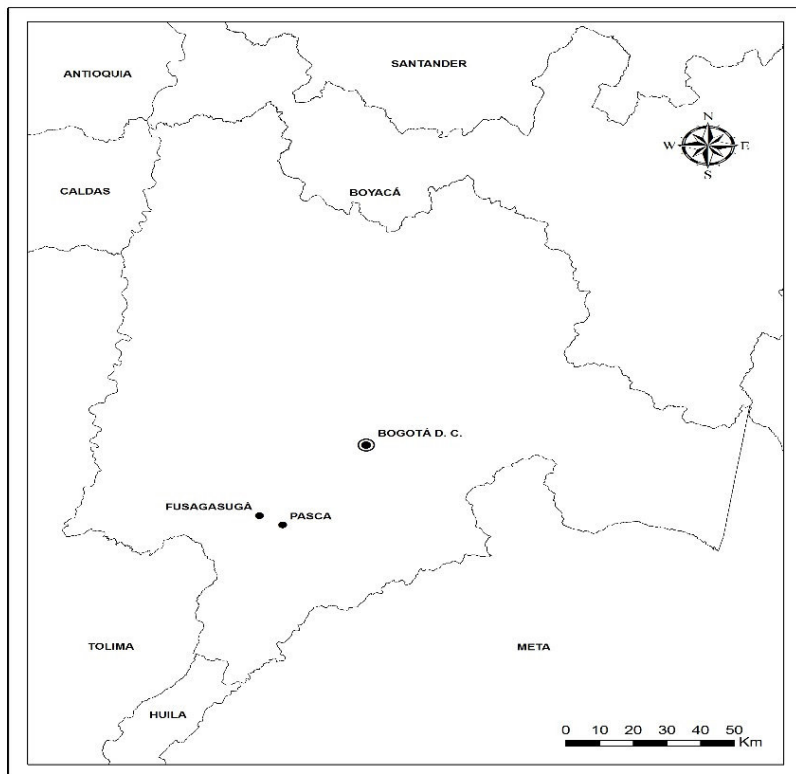 SANTANDER
ANTIOQUIA
N
W E
S
CALDAS
BOYACÁ
BOGOTÁ D. C.
FUSAGASUGÁ
PASCA
TOLIMA
META
HUILA
0 10 20 30 40 50
Km